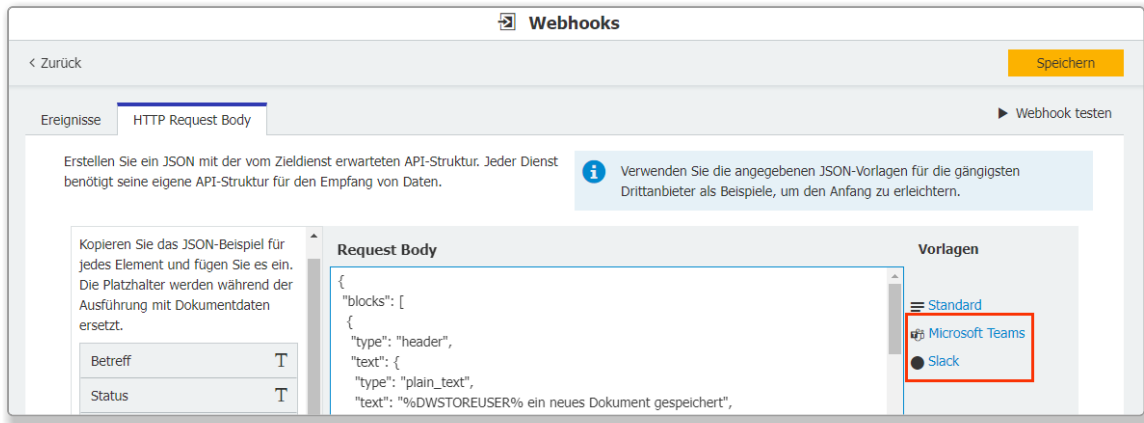 Webhooks
< Zurück
Speichern
Ereignisse
HTTP Request Body
Webhook testen
Erstellen Sie ein JSON mit der vom Zieldienst erwarteten API-Struktur. Jeder Dienst
benötigt seine eigene API-Struktur für den Empfang von Daten.
Verwenden Sie die angegebenen JSON-Vorlagen für die gängigsten
Drittanbieter als Beispiele, um den Anfang zu erleichtern.
Kopieren Sie das JSON-Beispiel für
jedes Element und fügen Sie es ein.
Die Platzhalter werden während der
Ausführung mit Dokumentdaten
ersetzt.
Betreff T
Status T
Request Body
{
"blocks": [
{
"type": "header",
"text": {
"type": "plain_text",
"text": "%DWSTOREUSER% ein neues Dokument gespeichert",
Vorlagen
Standard
Microsoft Teams
Slack